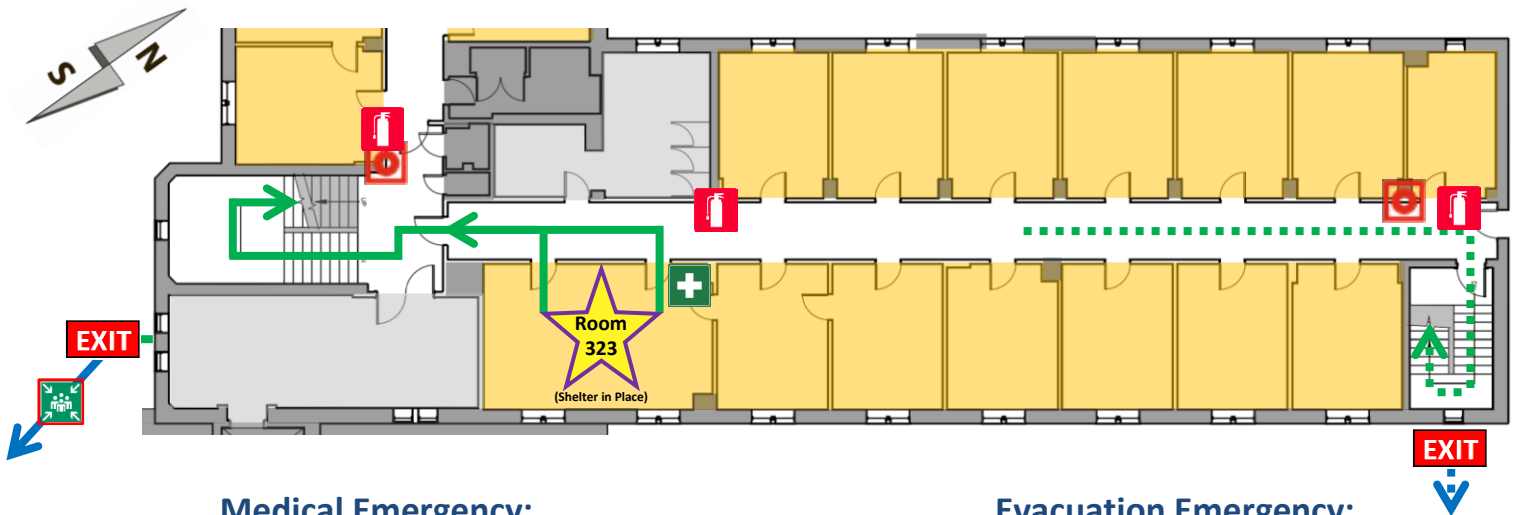 S
N
EXIT
Room
323
(Shelter in Place)
EXIT
Medical Emergency:
Evacuation Emergency: